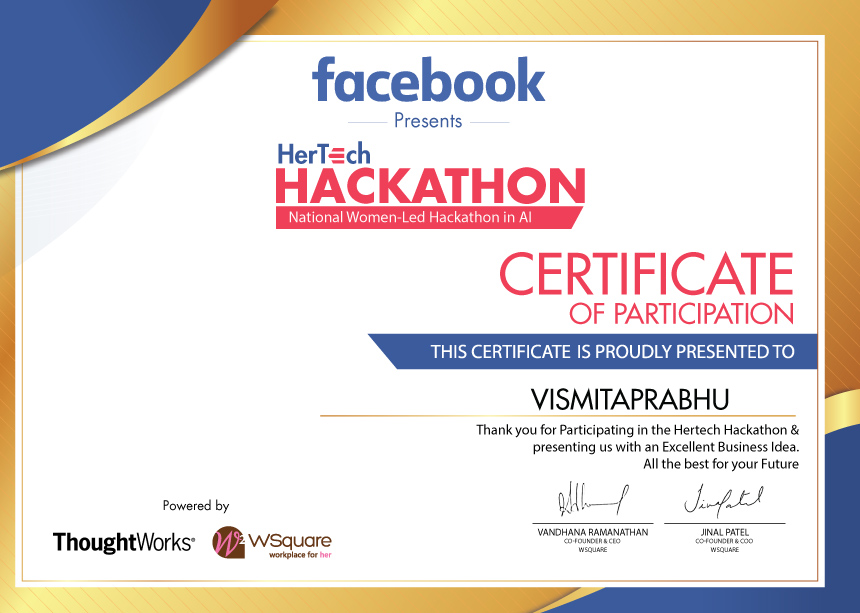 facebook
Presents
HerTech
HACKATHON
National Women-Led Hackathon in AI
CERTIFICATE
OF PARTICIPATION
THIS CERTIFICATE IS PROUDLY PRESENTED TO
VISMITAPRABHU
Thank you for Participating in the Hertech Hackathon &
presenting us with an Excellent Business Idea.
All the best for your Future
Powered by
ThoughtWorks®
W2 WSquare
workplace for her
Jinal Patel
VANDHANA RAMANATHAN
CO-FOUNDER & CEO
WSQUARE
JINAL PATEL
CO-FOUNDER & COO
WSQUARE